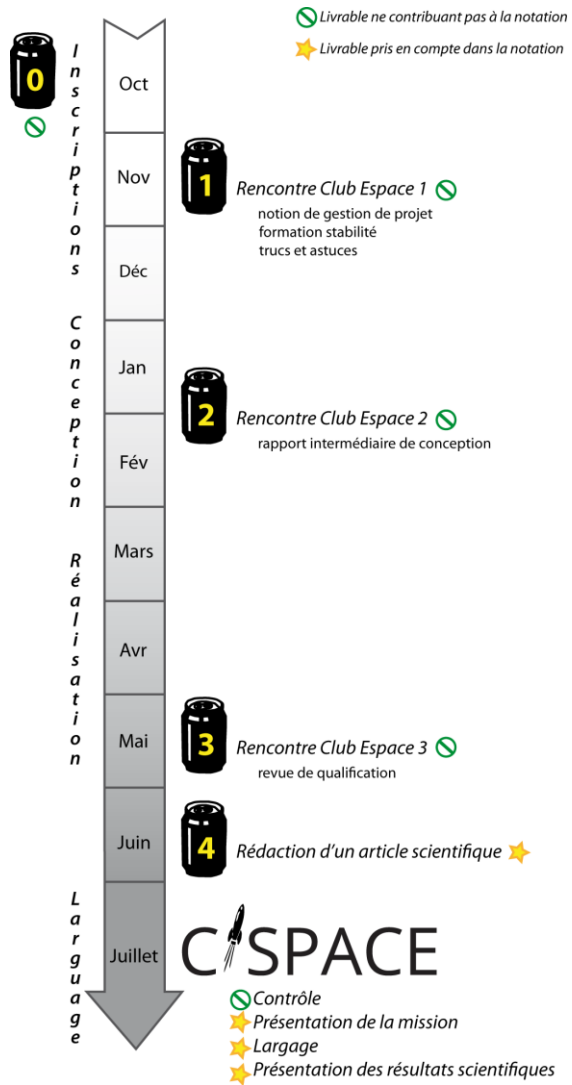 Livrable ne contribuant pas à la notation
Livrable pris en compte dans la notation
Inscriptions
0
Oct
Nov
1
Rencontre Club Espace 1
notion de gestion de projet
formation stabilité
trucs et astuces
Déc
Conception
Jan
2
Rencontre Club Espace 2
rapport intermédiaire de conception
Fév
Mars
Réalisation
Avr
Mai
3
Rencontre Club Espace 3
revue de qualification
Juin
4
Rédaction d'un article scientifique
Larguage
Juillet
C'SPACE
Contrôle
Présentation de la mission
Largage
Présentation des résultats scientifiques